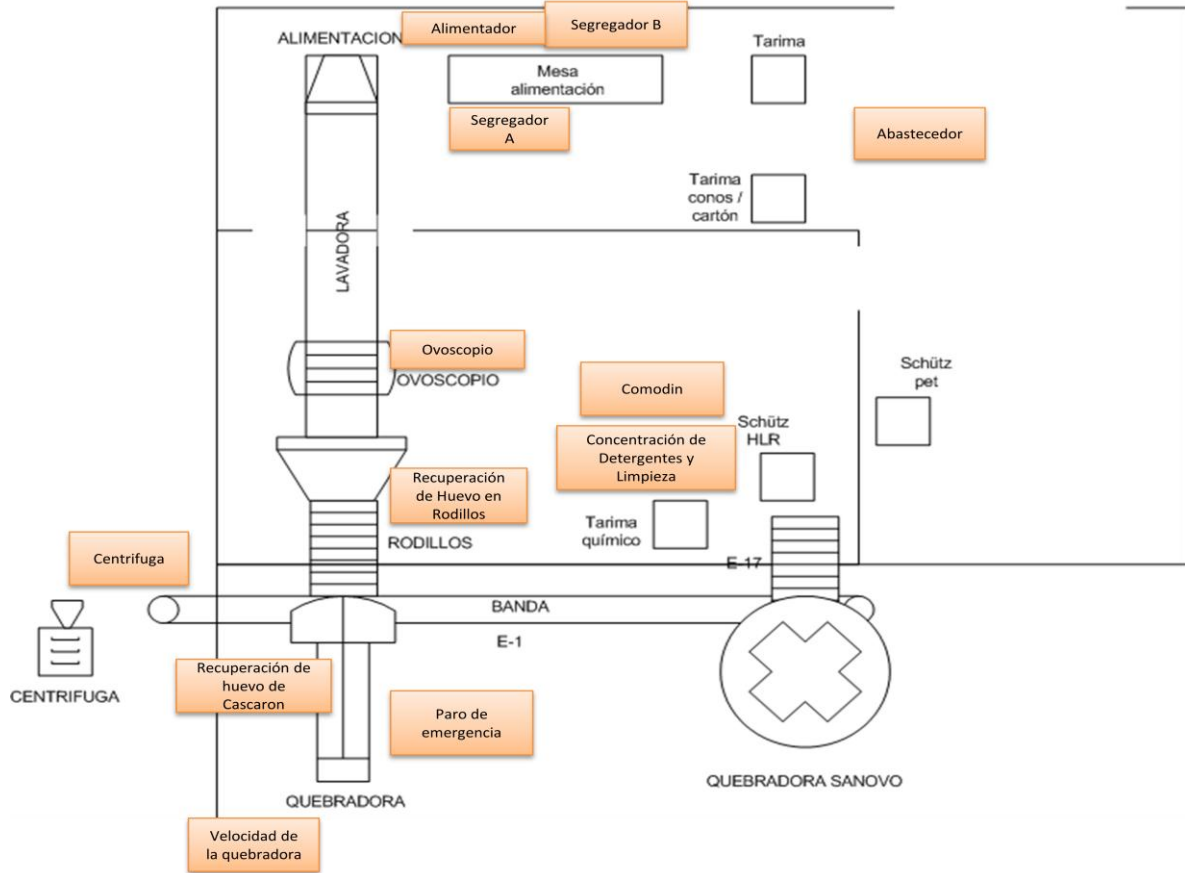 Alimentador
Segregador B
ALIMENTACION
Tarima
Mesa
alimentación
Segregador
A
Abastecedor
Tarima
conos /
cartón
LAVADORA
Ovoscopio
OVOSCOPIO
Comodin
Schütz
pet
Schütz
HLR
Concentración de
Detergentes y
Limpieza
Recuperación
de Huevo en
Rodillos
Tarima
químico
RODILLOS
Centrifuga
E-17
BANDA
E-1
CENTRIFUGA
Recuperación de
huevo de
Cascaron
Paro de
emergencia
QUEBRADORA SANOVO
QUEBRADORA
Velocidad de
la quebradora